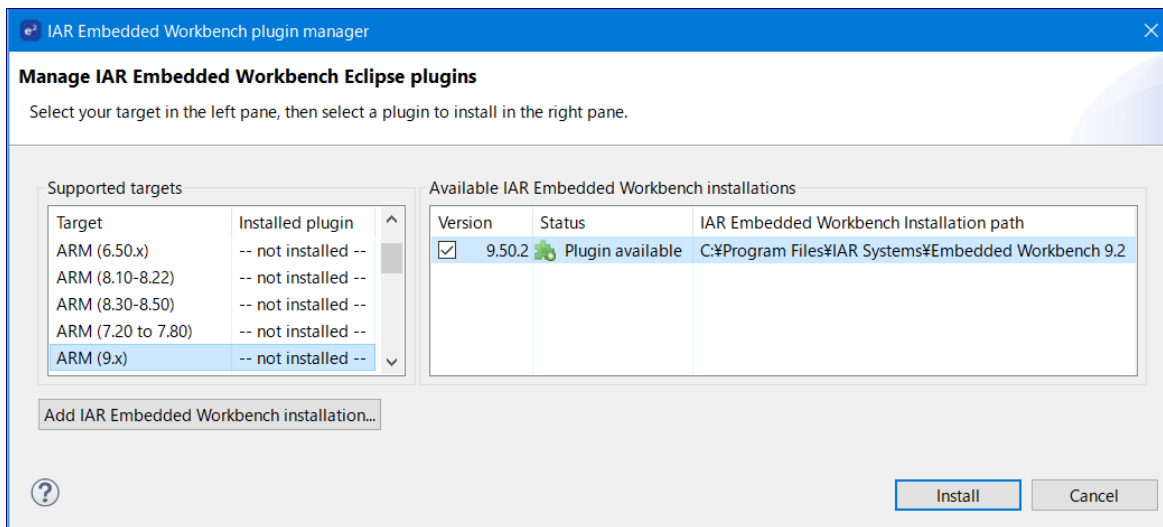 IAR Embedded Workbench plugin manager
Manage IAR Embedded Workbench Eclipse plugins
Select your target in the left pane, then select a plugin to install in the right pane.
Supported targets
Target Installed plugin
ARM (6.50.x) -- not installed --
ARM (8.10-8.22) -- not installed --
ARM (8.30-8.50) -- not installed --
ARM (7.20 to 7.80) -- not installed --
ARM (9.x) -- not installed --
Available IAR Embedded Workbench installations
Version Status IAR Embedded Workbench Installation path
9.50.2 Plugin available C:¥Program Files¥IAR Systems¥Embedded Workbench 9.2
Add IAR Embedded Workbench installation...
Install Cancel